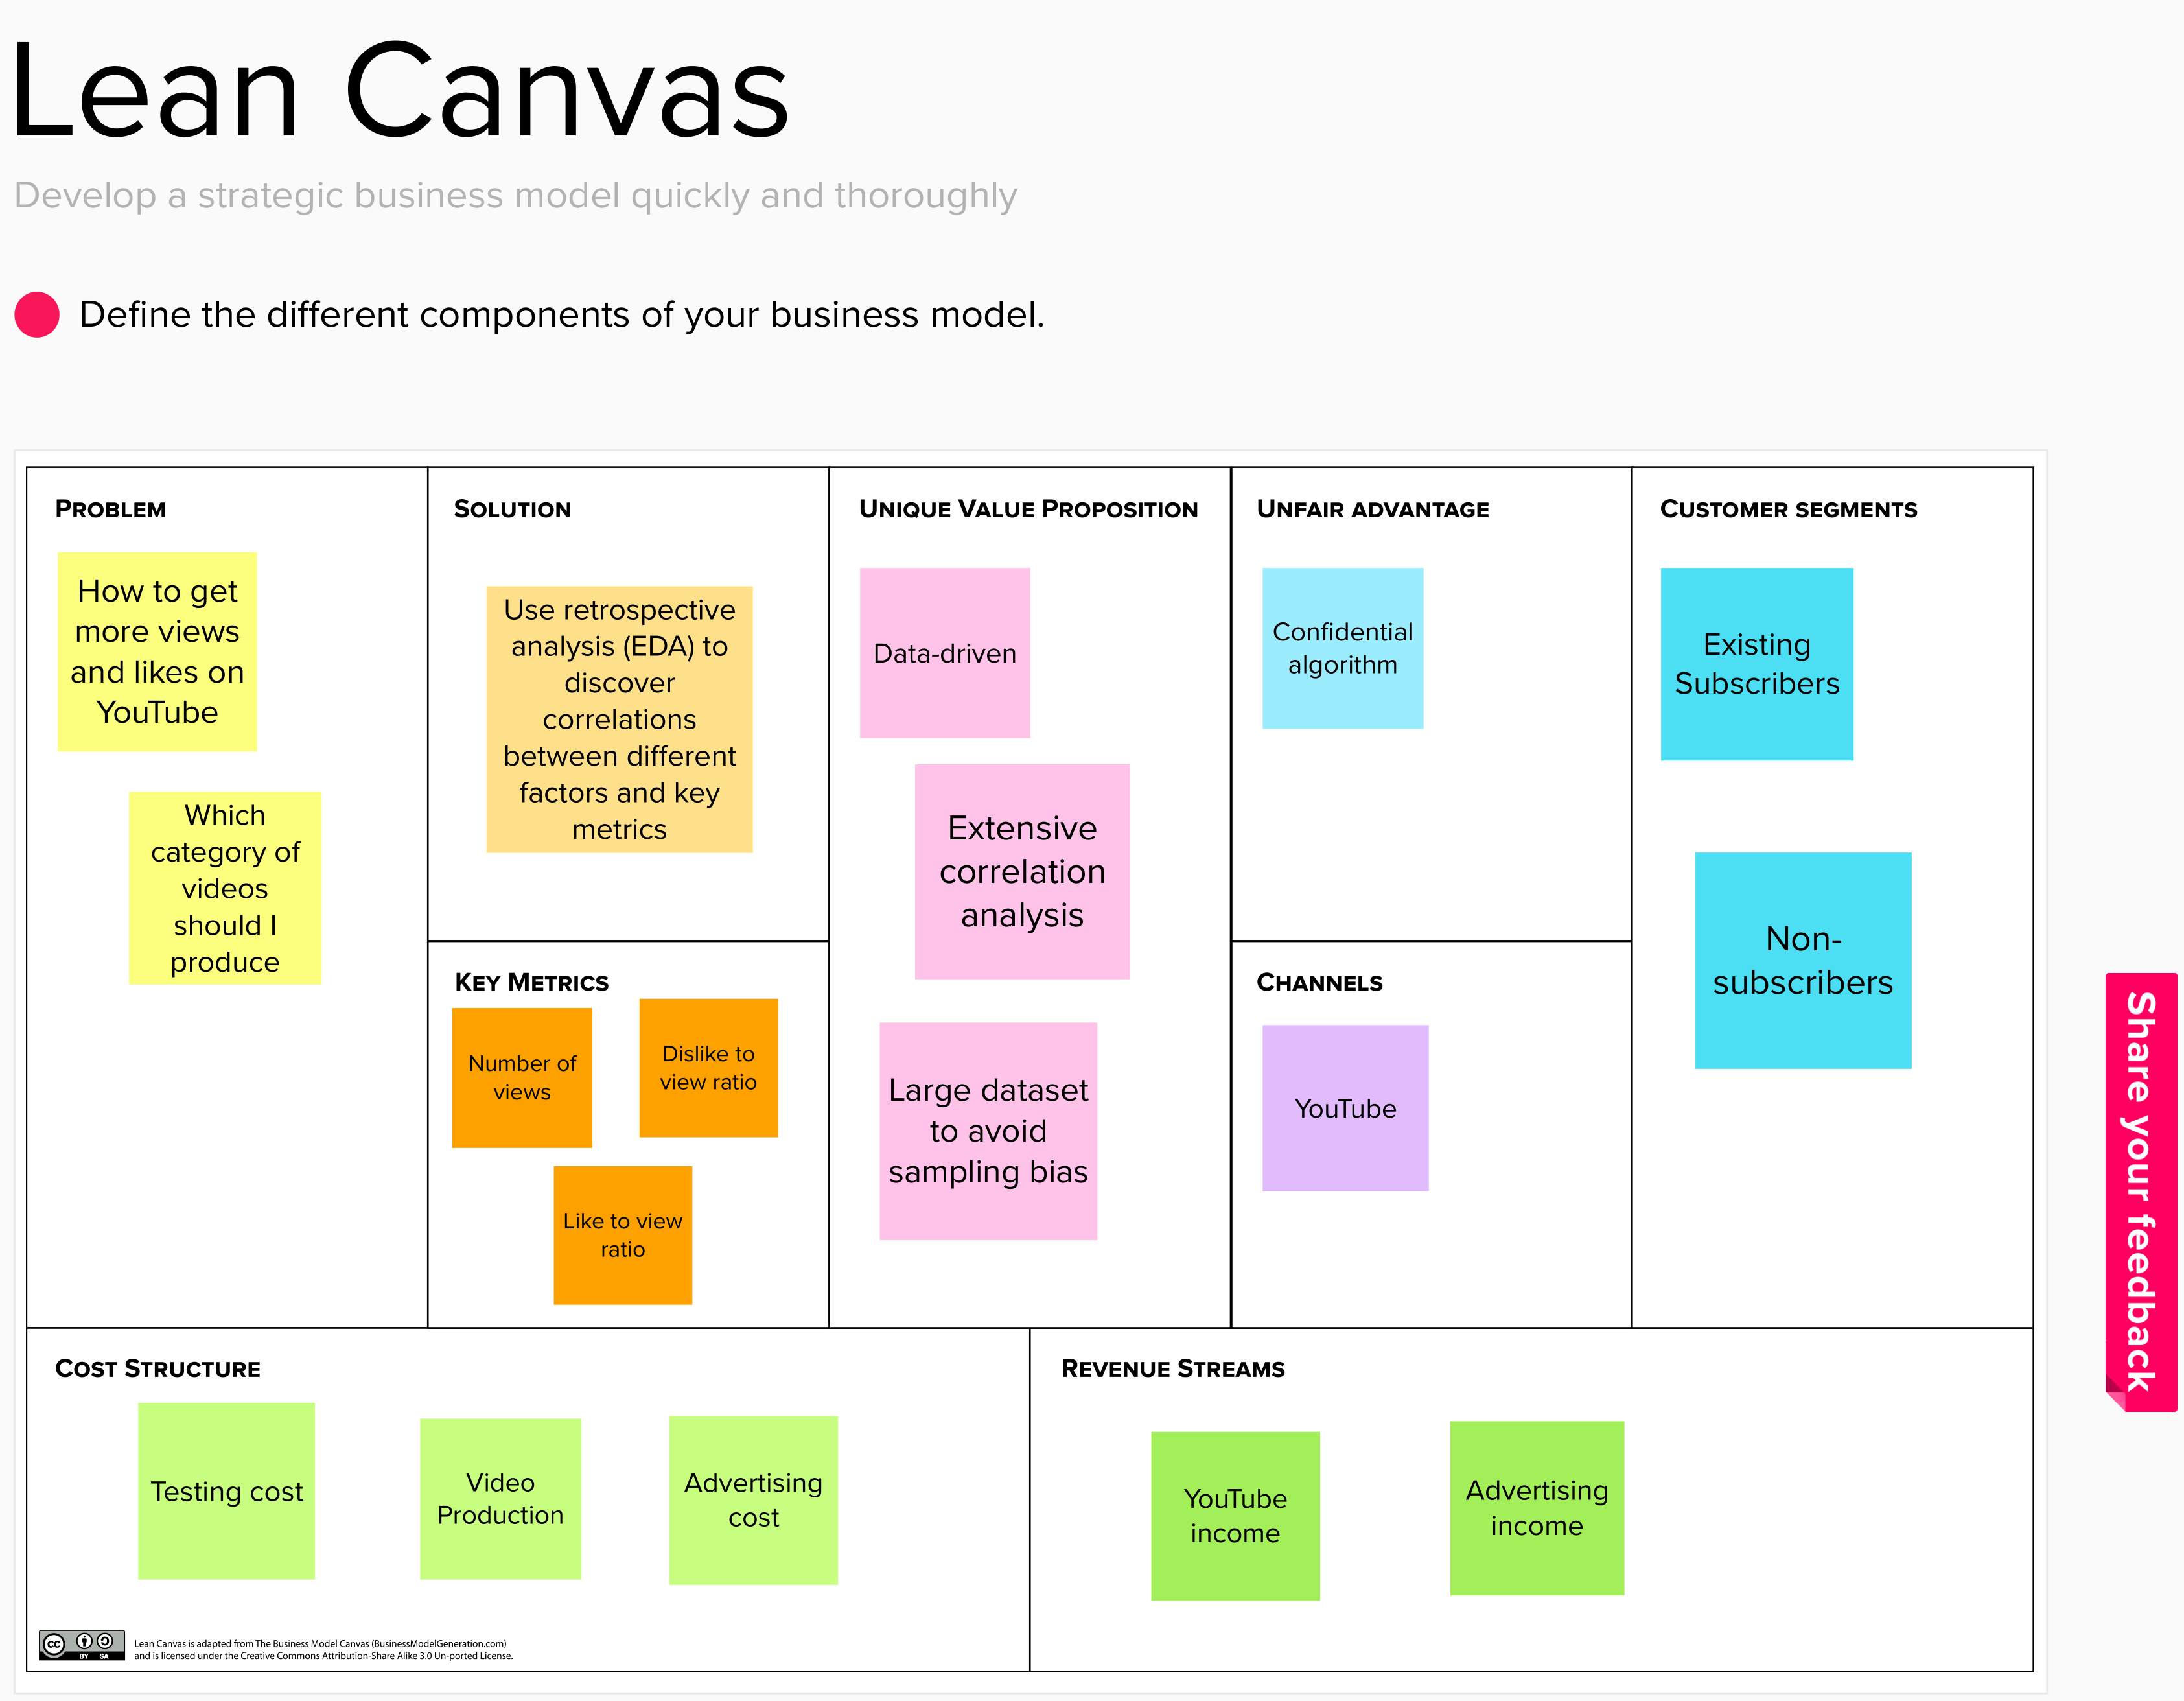 Lean Canvas
Develop a strategic business model quickly and thoroughly
Define the different components of your business model.
PROBLEM
How to get
more views
and likes on
YouTube
Which
category of
videos
should I
produce
SOLUTION
Use retrospective
analysis (EDA) to
discover
correlations
between different
factors and key
metrics
KEY METRICS
Number of
views
Dislike to
view ratio
Like to view
ratio
UNIQUE VALUE PROPOSITION
Data-driven
Extensive
correlation
analysis
Large dataset
to avoid
sampling bias
UNFAIR ADVANTAGE
Confidential
algorithm
CHANNELS
YouTube
CUSTOMER SEGMENTS
Existing
Subscribers
Non-
subscribers
COST STRUCTURE
Testing cost
Video
Production
Advertising
cost
REVENUE STREAMS
YouTube
income
Advertising
income
cc BY SA
Lean Canvas is adapted from The Business Model Canvas (BusinessModelGeneration.com)
and is licensed under the Creative Commons Attribution-Share Alike 3.0 Un-ported License.
Share your feedback